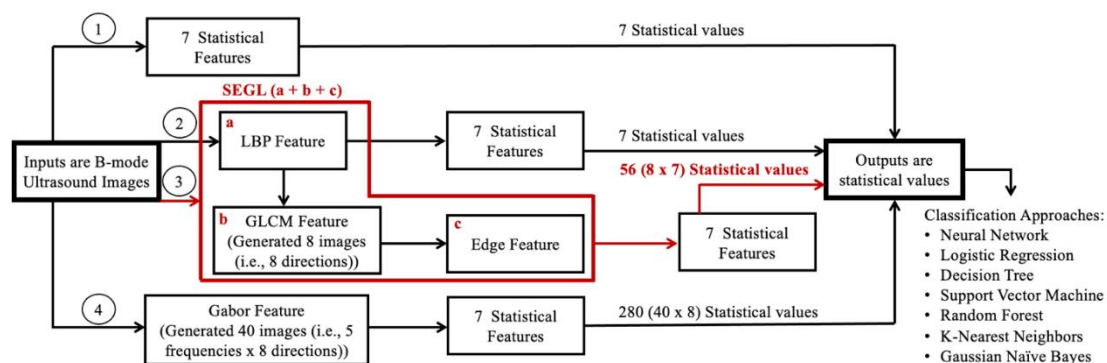 1
7 Statistical
Features
7 Statistical values
SEGL (a + b + c)
2
a
LBP Feature
7 Statistical
Features
7 Statistical values
Inputs are B-mode
Ultrasound Images
3
56 (8 x 7) Statistical values
Outputs are
statistical values
b
GLCM Feature
(Generated 8 images
(i.e., 8 directions))
c
Edge Feature
7 Statistical
Features
4
Gabor Feature
(Generated 40 images (i.e., 5
frequencies x 8 directions))
7 Statistical
Features
280 (40 x 8) Statistical values
Classification Approaches:
• Neural Network
• Logistic Regression
• Decision Tree
• Support Vector Machine
• Random Forest
• K-Nearest Neighbors
• Gaussian Naïve Bayes